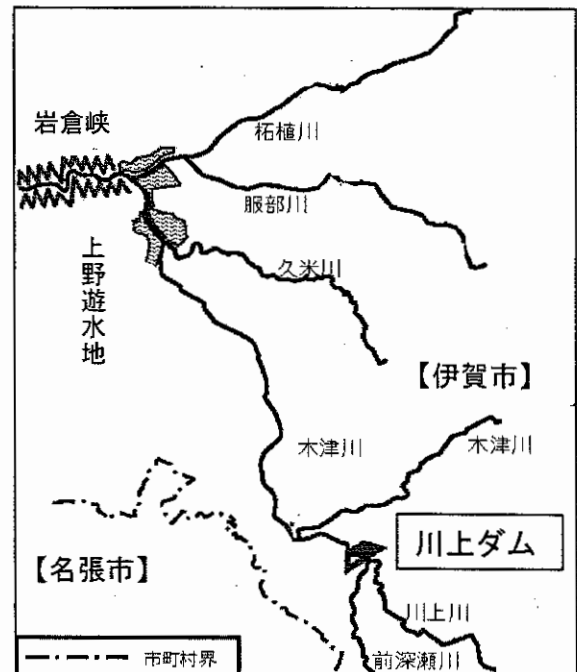 岩倉峡
柘植川
服部川
上野遊水地
久米川
【伊賀市】
木津川
木津川
【名張市】
川上ダム
川上川
前深瀬川
市町村界